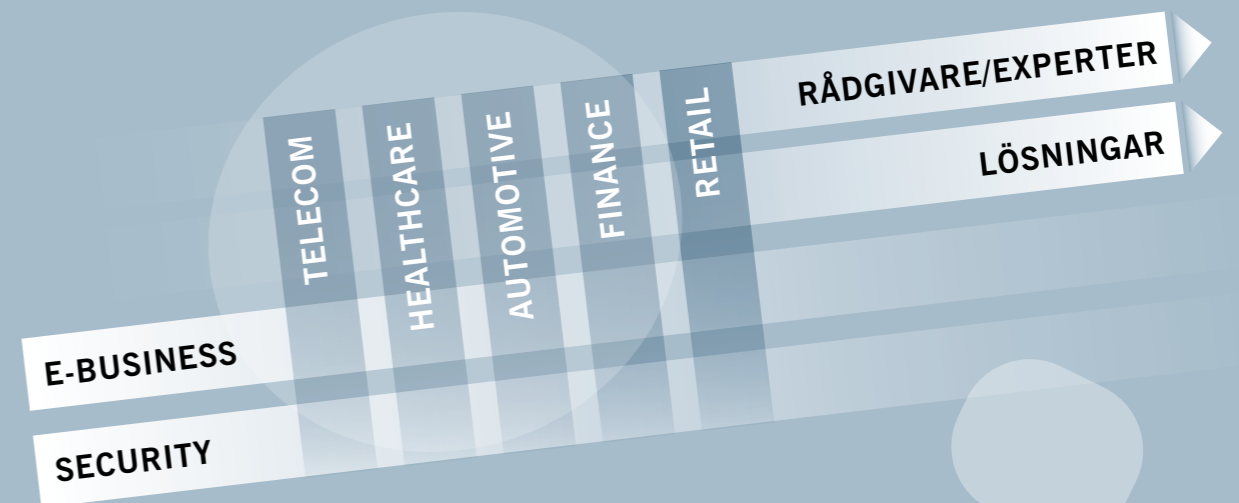 RÅDGIVARE/EXPERTER
LÖSNINGAR
TELECOM
HEALTHCARE
AUTOMOTIVE
FINANCE
RETAIL
E-BUSINESS
SECURITY